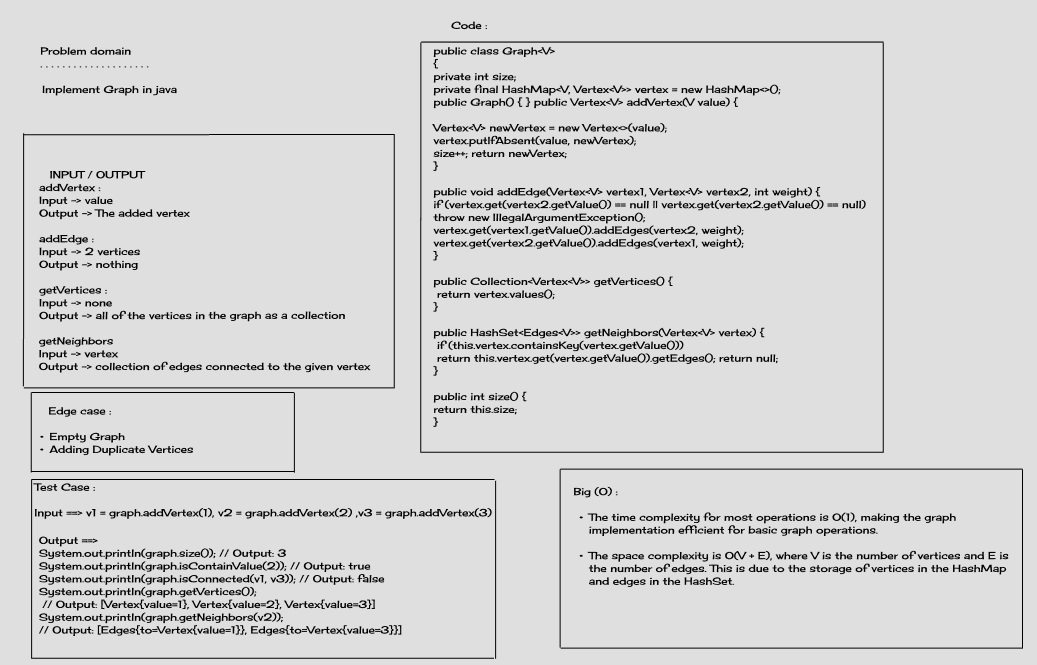 Problem domain
. . . . . . . . . . . . . . . . . . . .
Implement Graph in java
INPUT / OUTPUT
addVertex :
Input -> value
Output -> The added vertex
addEdge :
Input -> 2 vertices
Output -> nothing
getVertices :
Input -> none
Output -> all of the vertices in the graph as a collection
getNeighbors
Input -> vertex
Output -> collection of edges connected to the given vertex
Edge case :
• Empty Graph
• Adding Duplicate Vertices
Test Case :
Input ==> v1 = graph.addVertex(1), v2 = graph.addVertex(2) ,v3 = graph.addVertex(3)
Output ==>
System.out.println(graph.size()); // Output: 3
System.out.println(graph.isContainValue(2)); // Output: true
System.out.println(graph.isConnected(v1, v3)); // Output: false
System.out.println(graph.getVertices());
// Output: [Vertex{value=1}, Vertex{value=2}, Vertex{value=3}]
System.out.println(graph.getNeighbors(v2));
// Output: [Edges{to=Vertex{value=1}}, Edges{to=Vertex{value=3}}]
Code :
public class Graph<V>
{
private int size;
private final HashMap<V, Vertex<V>> vertex = new HashMap<>();
public Graph() { } public Vertex<V> addVertex(V value) {
Vertex<V> newVertex = new Vertex<>(value);
vertex.putIfAbsent(value, newVertex);
size++; return newVertex;
}
public void addEdge(Vertex<V> vertex1, Vertex<V> vertex2, int weight) {
if (vertex.get(vertex2.getValue()) == null || vertex.get(vertex2.getValue()) == null)
throw new IllegalArgumentException();
vertex.get(vertex1.getValue()).addEdges(vertex2, weight);
vertex.get(vertex2.getValue()).addEdges(vertex1, weight);
}
public Collection<Vertex<V>> getVertices() {
return vertex.values();
}
public HashSet<Edges<V>> getNeighbors(Vertex<V> vertex) {
if (this.vertex.containsKey(vertex.getValue()))
return this.vertex.get(vertex.getValue()).getEdges(); return null;
}
public int size() {
return this.size;
}
Big (O) :
• The time complexity for most operations is O(1), making the graph
implementation efficient for basic graph operations.
• The space complexity is O(V + E), where V is the number of vertices and E is
the number of edges. This is due to the storage of vertices in the HashMap
and edges in the HashSet.